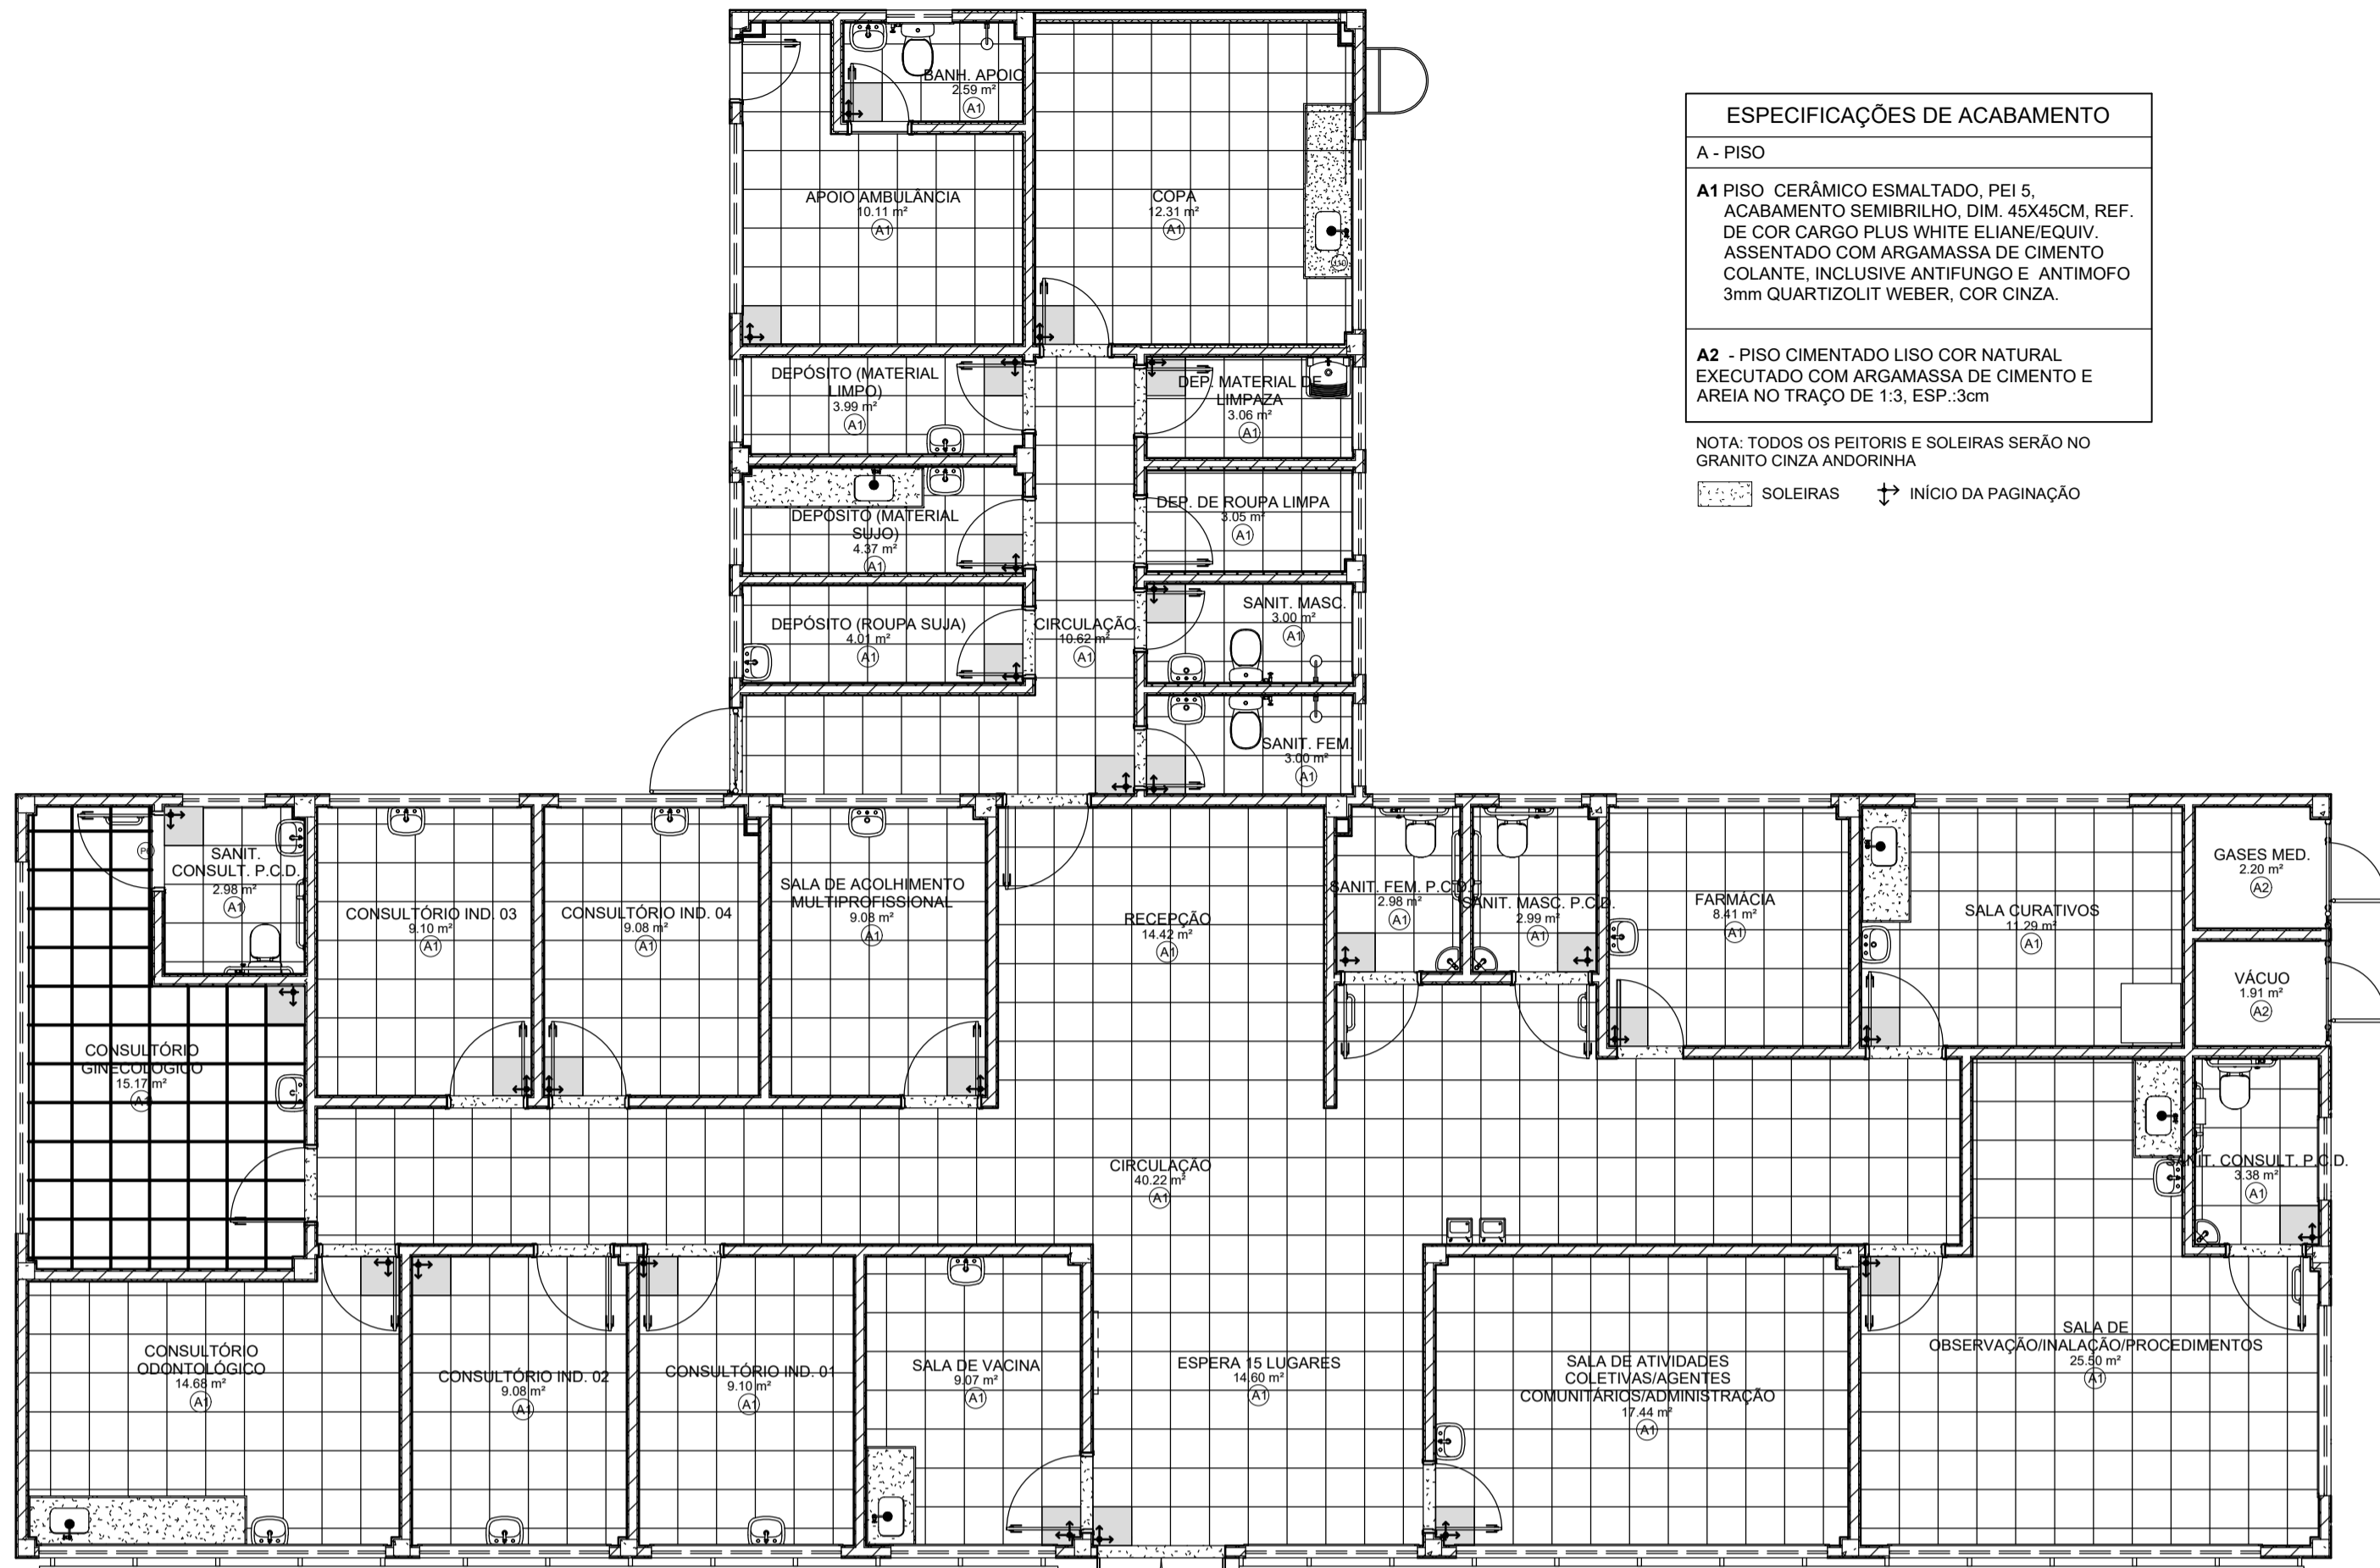 BANH. APOIO
2.59 m²
A1
APOIO AMBULÂNCIA
10.11 m²
A1
COPA
12.31 m²
A1
ESPECIFICAÇÕES DE ACABAMENTO
A - PISO
A1 PISO CERÂMICO ESMALTADO, PEI 5,
ACABAMENTO SEMIBRILHO, DIM. 45X45CM, REF.
DE COR CARGO PLUS WHITE ELIANE/EQUIV.
ASSENTADO COM ARGAMASSA DE CIMENTO
COLANTE, INCLUSIVE ANTIFUNGO E ANTIMOFO
3mm QUARTIZOLIT WEBER, COR CINZA.
A2 - PISO CIMENTADO LISO COR NATURAL
EXECUTADO COM ARGAMASSA DE CIMENTO E
AREIA NO TRAÇO DE 1:3, ESP.:3cm
NOTA: TODOS OS PEITORIS E SOLEIRAS SERÃO NO
GRANITO CINZA ANDORINHA
SOLEIRAS
INÍCIO DA PAGINAÇÃO
DEPÓSITO (MATERIAL
LIMPO)
3.99 m²
A1
DEP. MATERIAL DE
LIMPAZA
3.06 m²
A1
DEPÓSITO (MATERIAL
SUJO)
4.37 m²
A1
DEP. DE ROUPA LIMPA
3.05 m²
A1
DEPÓSITO (ROUPA SUJA)
4.01 m²
A1
CIRCULAÇÃO
10.62 m²
A1
SANIT. MASC.
3.00 m²
A1
SANIT. FEM.
3.00 m²
A1
SANIT.
CONSULT. P.C.D.
2.98 m²
A1
CONSULTÓRIO IND. 03
9.10 m²
A1
CONSULTÓRIO IND. 04
9.08 m²
A1
SALA DE ACOLHIMENTO
MULTIPROFISSIONAL
9.08 m²
A1
RECEPÇÃO
14.42 m²
A1
SANIT. FEM. P.C.D.
2.98 m²
A1
SANIT. MASC. P.C.D.
2.99 m²
A1
FARMÁCIA
8.41 m²
A1
SALA CURATIVOS
11.29 m²
A1
GASES MED.
2.20 m²
A2
VÁCUO
1.91 m²
A2
CONSULTÓRIO
GINECOLÓGICO
15.17 m²
A1
CIRCULAÇÃO
40.22 m²
A1
SANIT. CONSULT. P.C.D.
3.38 m²
A1
CONSULTÓRIO
ODONTOLÓGICO
14.68 m²
A1
CONSULTÓRIO IND. 02
9.08 m²
A1
CONSULTÓRIO IND. 01
9.10 m²
A1
SALA DE VACINA
9.07 m²
A1
ESPERA 15 LUGARES
14.60 m²
A1
SALA DE ATIVIDADES
COLETIVAS/AGENTES
COMUNITÁRIOS/ADMINISTRAÇÃO
17.44 m²
A1
SALA DE
OBSERVAÇÃO/INALAÇÃO/PROCEDIMENTOS
25.50 m²
A1